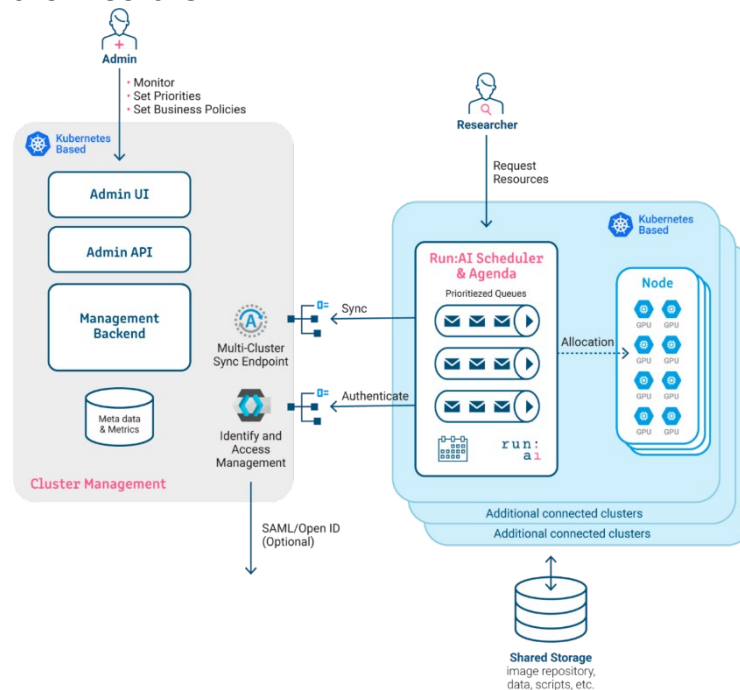 Admin
• Monitor
• Set Priorities
• Set Business Policies
Kubernetes
Based
Admin UI
Admin API
Management
Backend
Meta data
& Metrics
Cluster Management
Multi-Cluster
Sync Endpoint
Identify and
Access
Management
SAML/Open ID
(Optional)
Sync
Authenticate
Researcher
Request
Resources
Kubernetes
Based
Run:AI Scheduler
& Agenda
Prioritiezed Queues
run:
ai
Allocation
Node
GPU GPU
GPU GPU
GPU GPU
GPU GPU
Additional connected clusters
Additional connected clusters
Shared Storage
image repository,
data, scripts, etc.